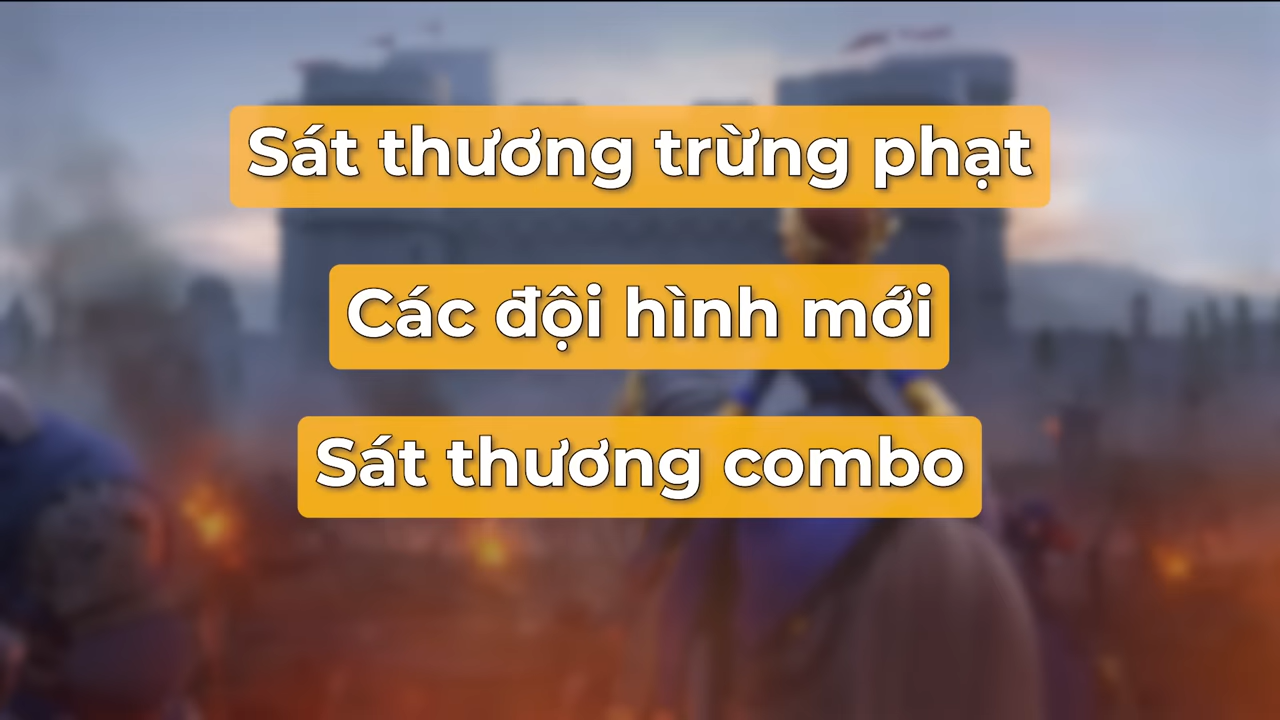 Sát thương trừng phạt
Các đội hình mới
Sát thương combo